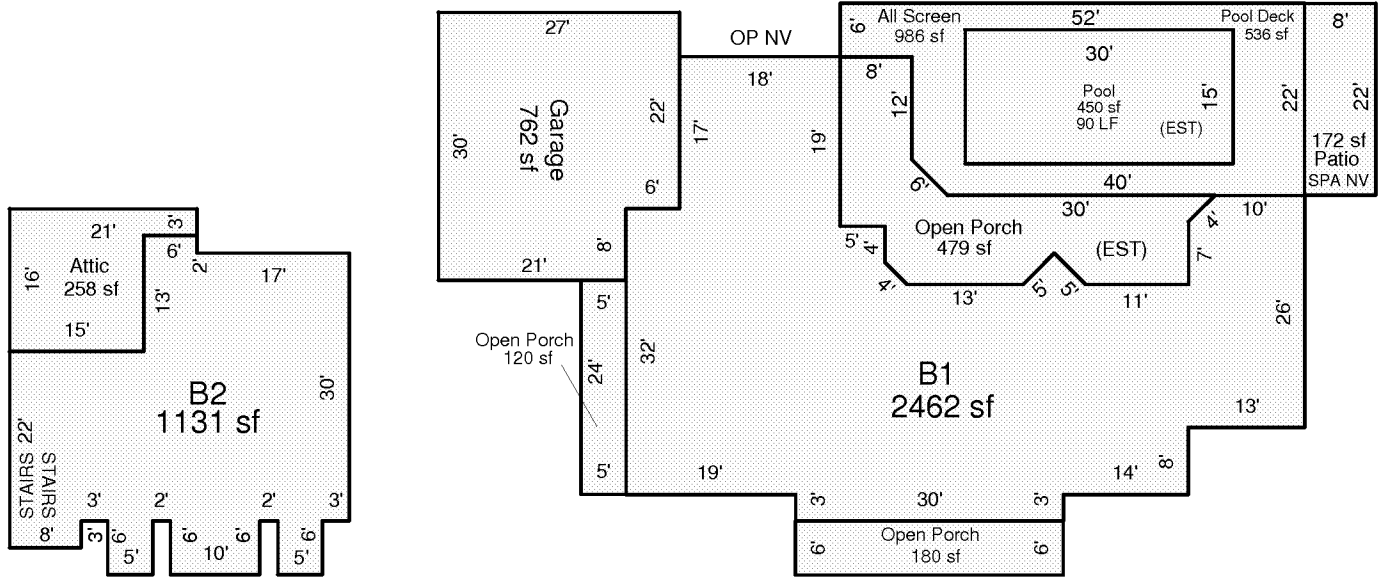 21'
3'
6'
2'
17'
16'
Attic
258 sf
13'
15'
30'
B2
1131 sf
22'
STAIRS
STAIRS
3'
2'
2'
3'
8'
3'
6'
5'
6'
10'
6'
5'
6'
27'
Garage
762 sf
30'
22'
6'
8'
21'
OP NV
18'
17'
19'
6'
All Screen
986 sf
52'
Pool Deck
536 sf
8'
8'
12'
30'
Pool
450 sf
90 LF
(EST)
15'
22'
22'
172 sf
Patio
SPA NV
6'
40'
30'
10'
4'
Open Porch
479 sf
(EST)
5'
4'
4'
13'
5'
5'
11'
7'
26'
5'
Open Porch
120 sf
24'
32'
5'
B1
2462 sf
13'
8'
14'
19'
3'
30'
3'
6'
Open Porch
180 sf
6'